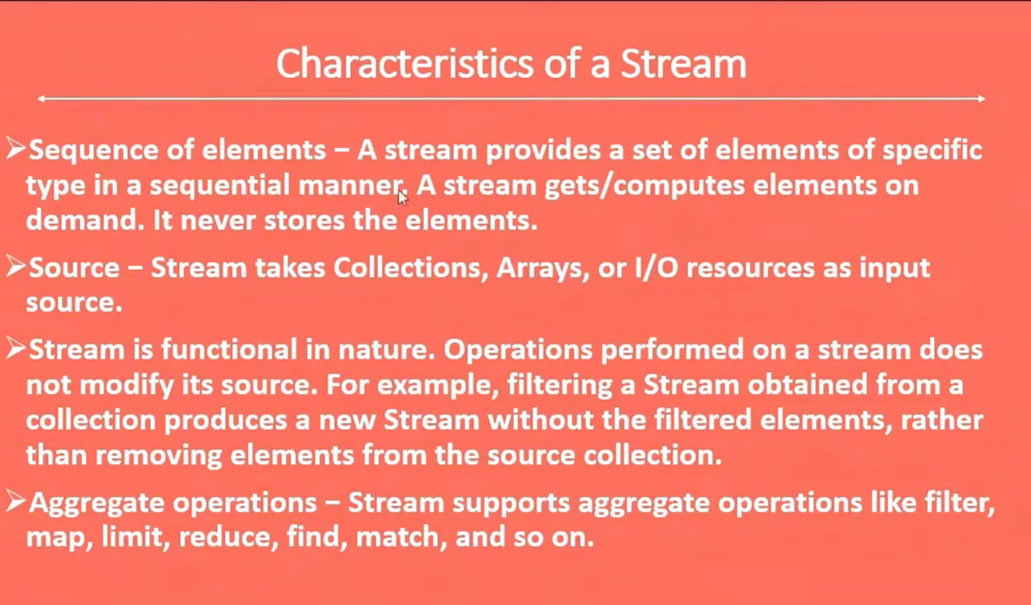 Characteristics of a Stream
➢Sequence of elements − A stream provides a set of elements of specific
type in a sequential manner. A stream gets/computes elements on
demand. It never stores the elements.
➢Source − Stream takes Collections, Arrays, or I/O resources as input
source.
➢Stream is functional in nature. Operations performed on a stream does
not modify its source. For example, filtering a Stream obtained from a
collection produces a new Stream without the filtered elements, rather
than removing elements from the source collection.
➢Aggregate operations − Stream supports aggregate operations like filter,
map, limit, reduce, find, match, and so on.